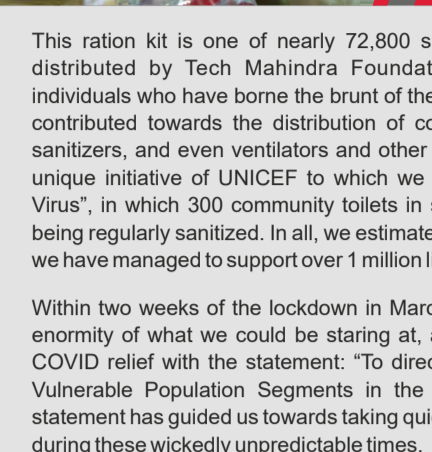 This ration kit is one of nearly 72,800 s
distributed by Tech Mahindra Foundat
individuals who have borne the brunt of the
contributed towards the distribution of co
sanitizers, and even ventilators and other
unique initiative of UNICEF to which we
Virus”, in which 300 community toilets in s
being regularly sanitized. In all, we estimate
we have managed to support over 1 million l
Within two weeks of the lockdown in Marc
enormity of what we could be staring at, a
COVID relief with the statement: “To direc
Vulnerable Population Segments in the
statement has guided us towards taking qui
during these wickedly unpredictable times.